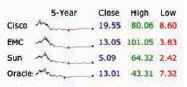 5-Year Close High Low
Cisco 19.55 80.06 8.60
EMC 13.05 101.05 3.83
Sun 5.09 64.32 2.42
Oracle 13.01 43.31 7.32